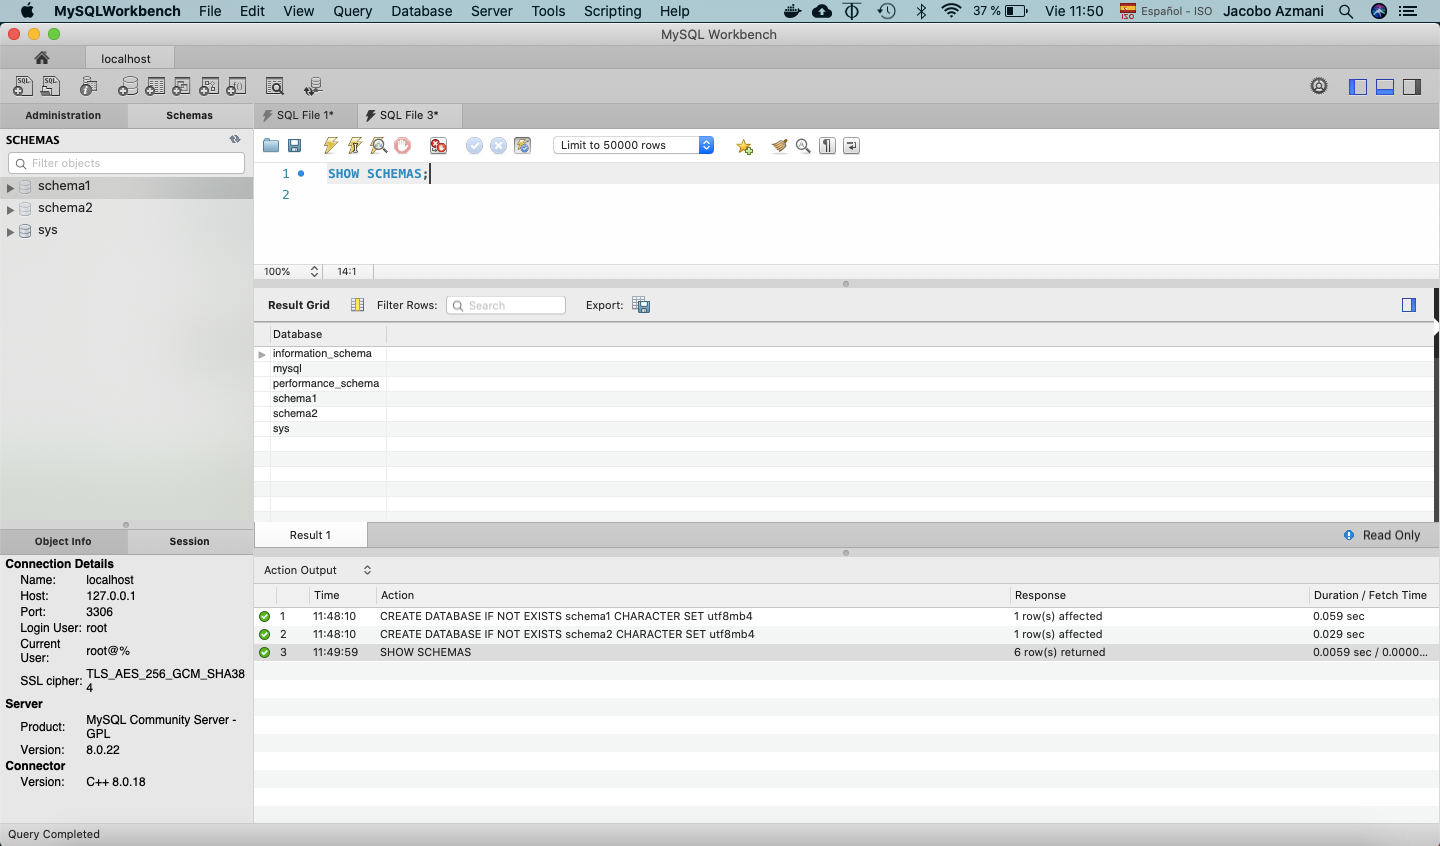 MySQLWorkbench File Edit View Query Database Server Tools Scripting Help 37 % Vie 11:50 ISO Español - ISO Jacobo Azmani
MySQL Workbench
localhost
Administration Schemas SQL File 1* SQL File 3*
SCHEMAS
Limit to 50000 rows
Filter objects
1 SHOW SCHEMAS;
2
schema1
schema2
sys
100% 14:1
Result Grid Filter Rows: Search Export:
Database
information_schema
mysql
performance_schema
schema1
schema2
sys
Result 1 Read Only
Object Info Session
Connection Details
Name: localhost
Host: 127.0.0.1
Port: 3306
Login User: root
Current
User: root@%
SSL cipher: TLS_AES_256_GCM_SHA38
4
Server
Product: MySQL Community Server -
GPL
Version: 8.0.22
Connector
Version: C++ 8.0.18
Action Output
Time Action Response Duration / Fetch Time
1 11:48:10 CREATE DATABASE IF NOT EXISTS schema1 CHARACTER SET utf8mb4 1 row(s) affected 0.059 sec
2 11:48:10 CREATE DATABASE IF NOT EXISTS schema2 CHARACTER SET utf8mb4 1 row(s) affected 0.029 sec
3 11:49:59 SHOW SCHEMAS 6 row(s) returned 0.0059 sec / 0.0000...
Query Completed